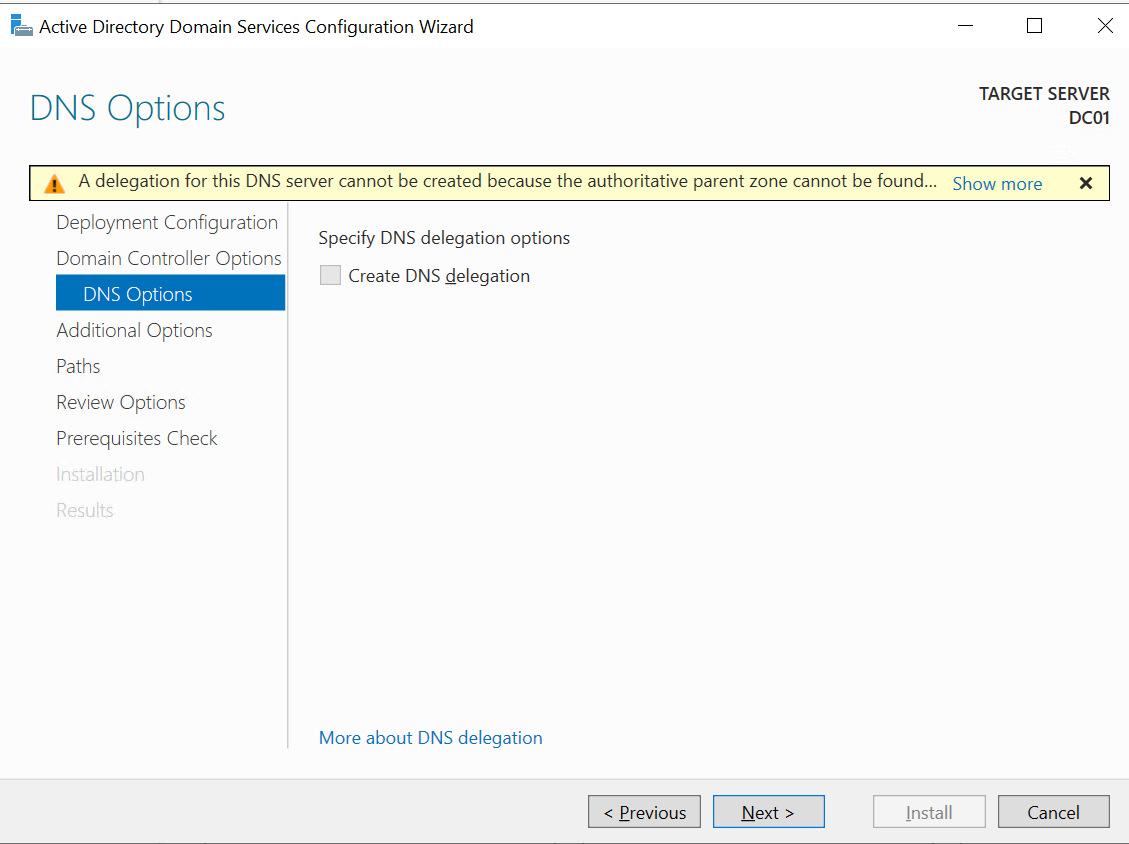 Active Directory Domain Services Configuration Wizard
DNS Options
TARGET SERVER
DC01
A delegation for this DNS server cannot be created because the authoritative parent zone cannot be found... Show more
Deployment Configuration
Domain Controller Options
DNS Options
Additional Options
Paths
Review Options
Prerequisites Check
Installation
Results
Specify DNS delegation options
Create DNS delegation
More about DNS delegation
< Previous
Next >
Install
Cancel